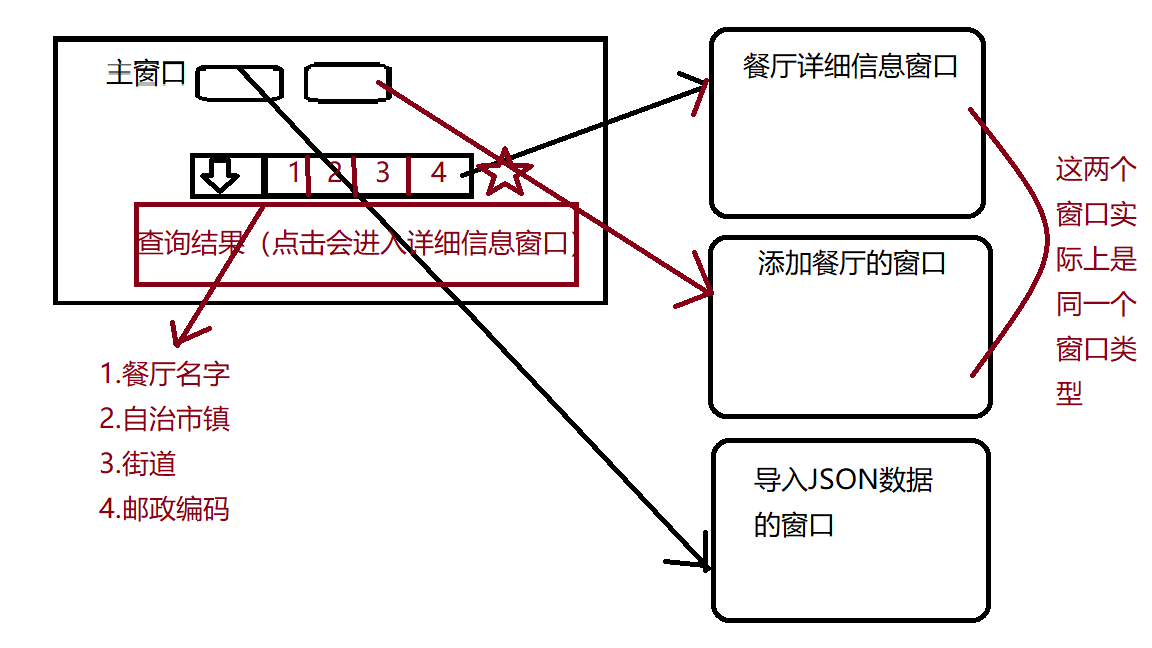 主窗口
1 2 3 4
查询结果（点击会进入详细信息窗口）
1.餐厅名字
2.自治市镇
3.街道
4.邮政编码
餐厅详细信息窗口
添加餐厅的窗口
导入JSON数据
的窗口
这两个
窗口实
际上是
同一个
窗口类
型